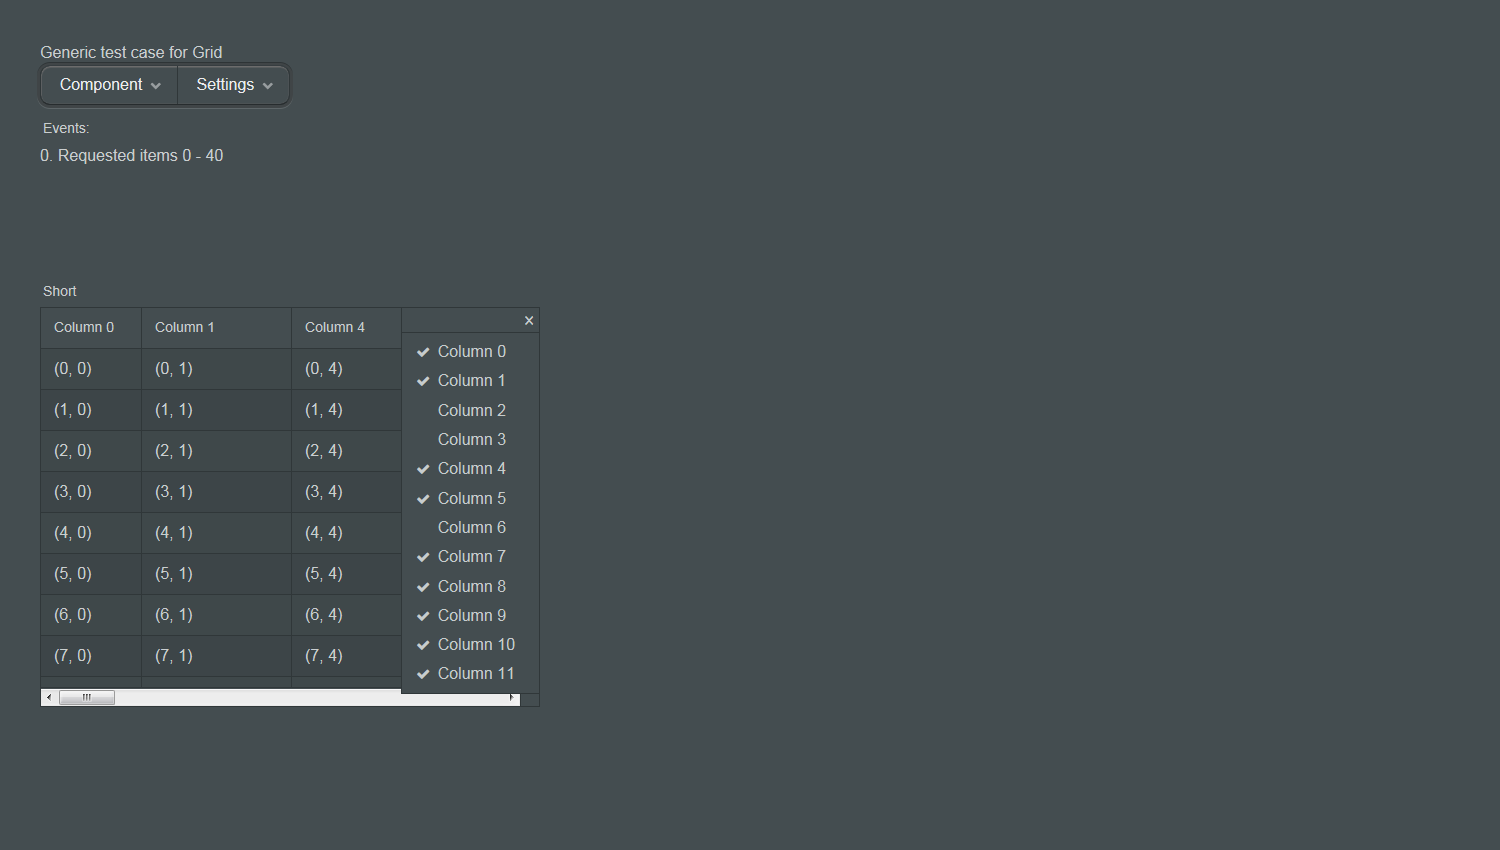 Generic test case for Grid
Component Settings
Events:
0. Requested items 0 - 40
Short
Column 0 Column 1 Column 4
(0, 0) (0, 1) (0, 4)
(1, 0) (1, 1) (1, 4)
(2, 0) (2, 1) (2, 4)
(3, 0) (3, 1) (3, 4)
(4, 0) (4, 1) (4, 4)
(5, 0) (5, 1) (5, 4)
(6, 0) (6, 1) (6, 4)
(7, 0) (7, 1) (7, 4)
Column 0
Column 1
Column 2
Column 3
Column 4
Column 5
Column 6
Column 7
Column 8
Column 9
Column 10
Column 11